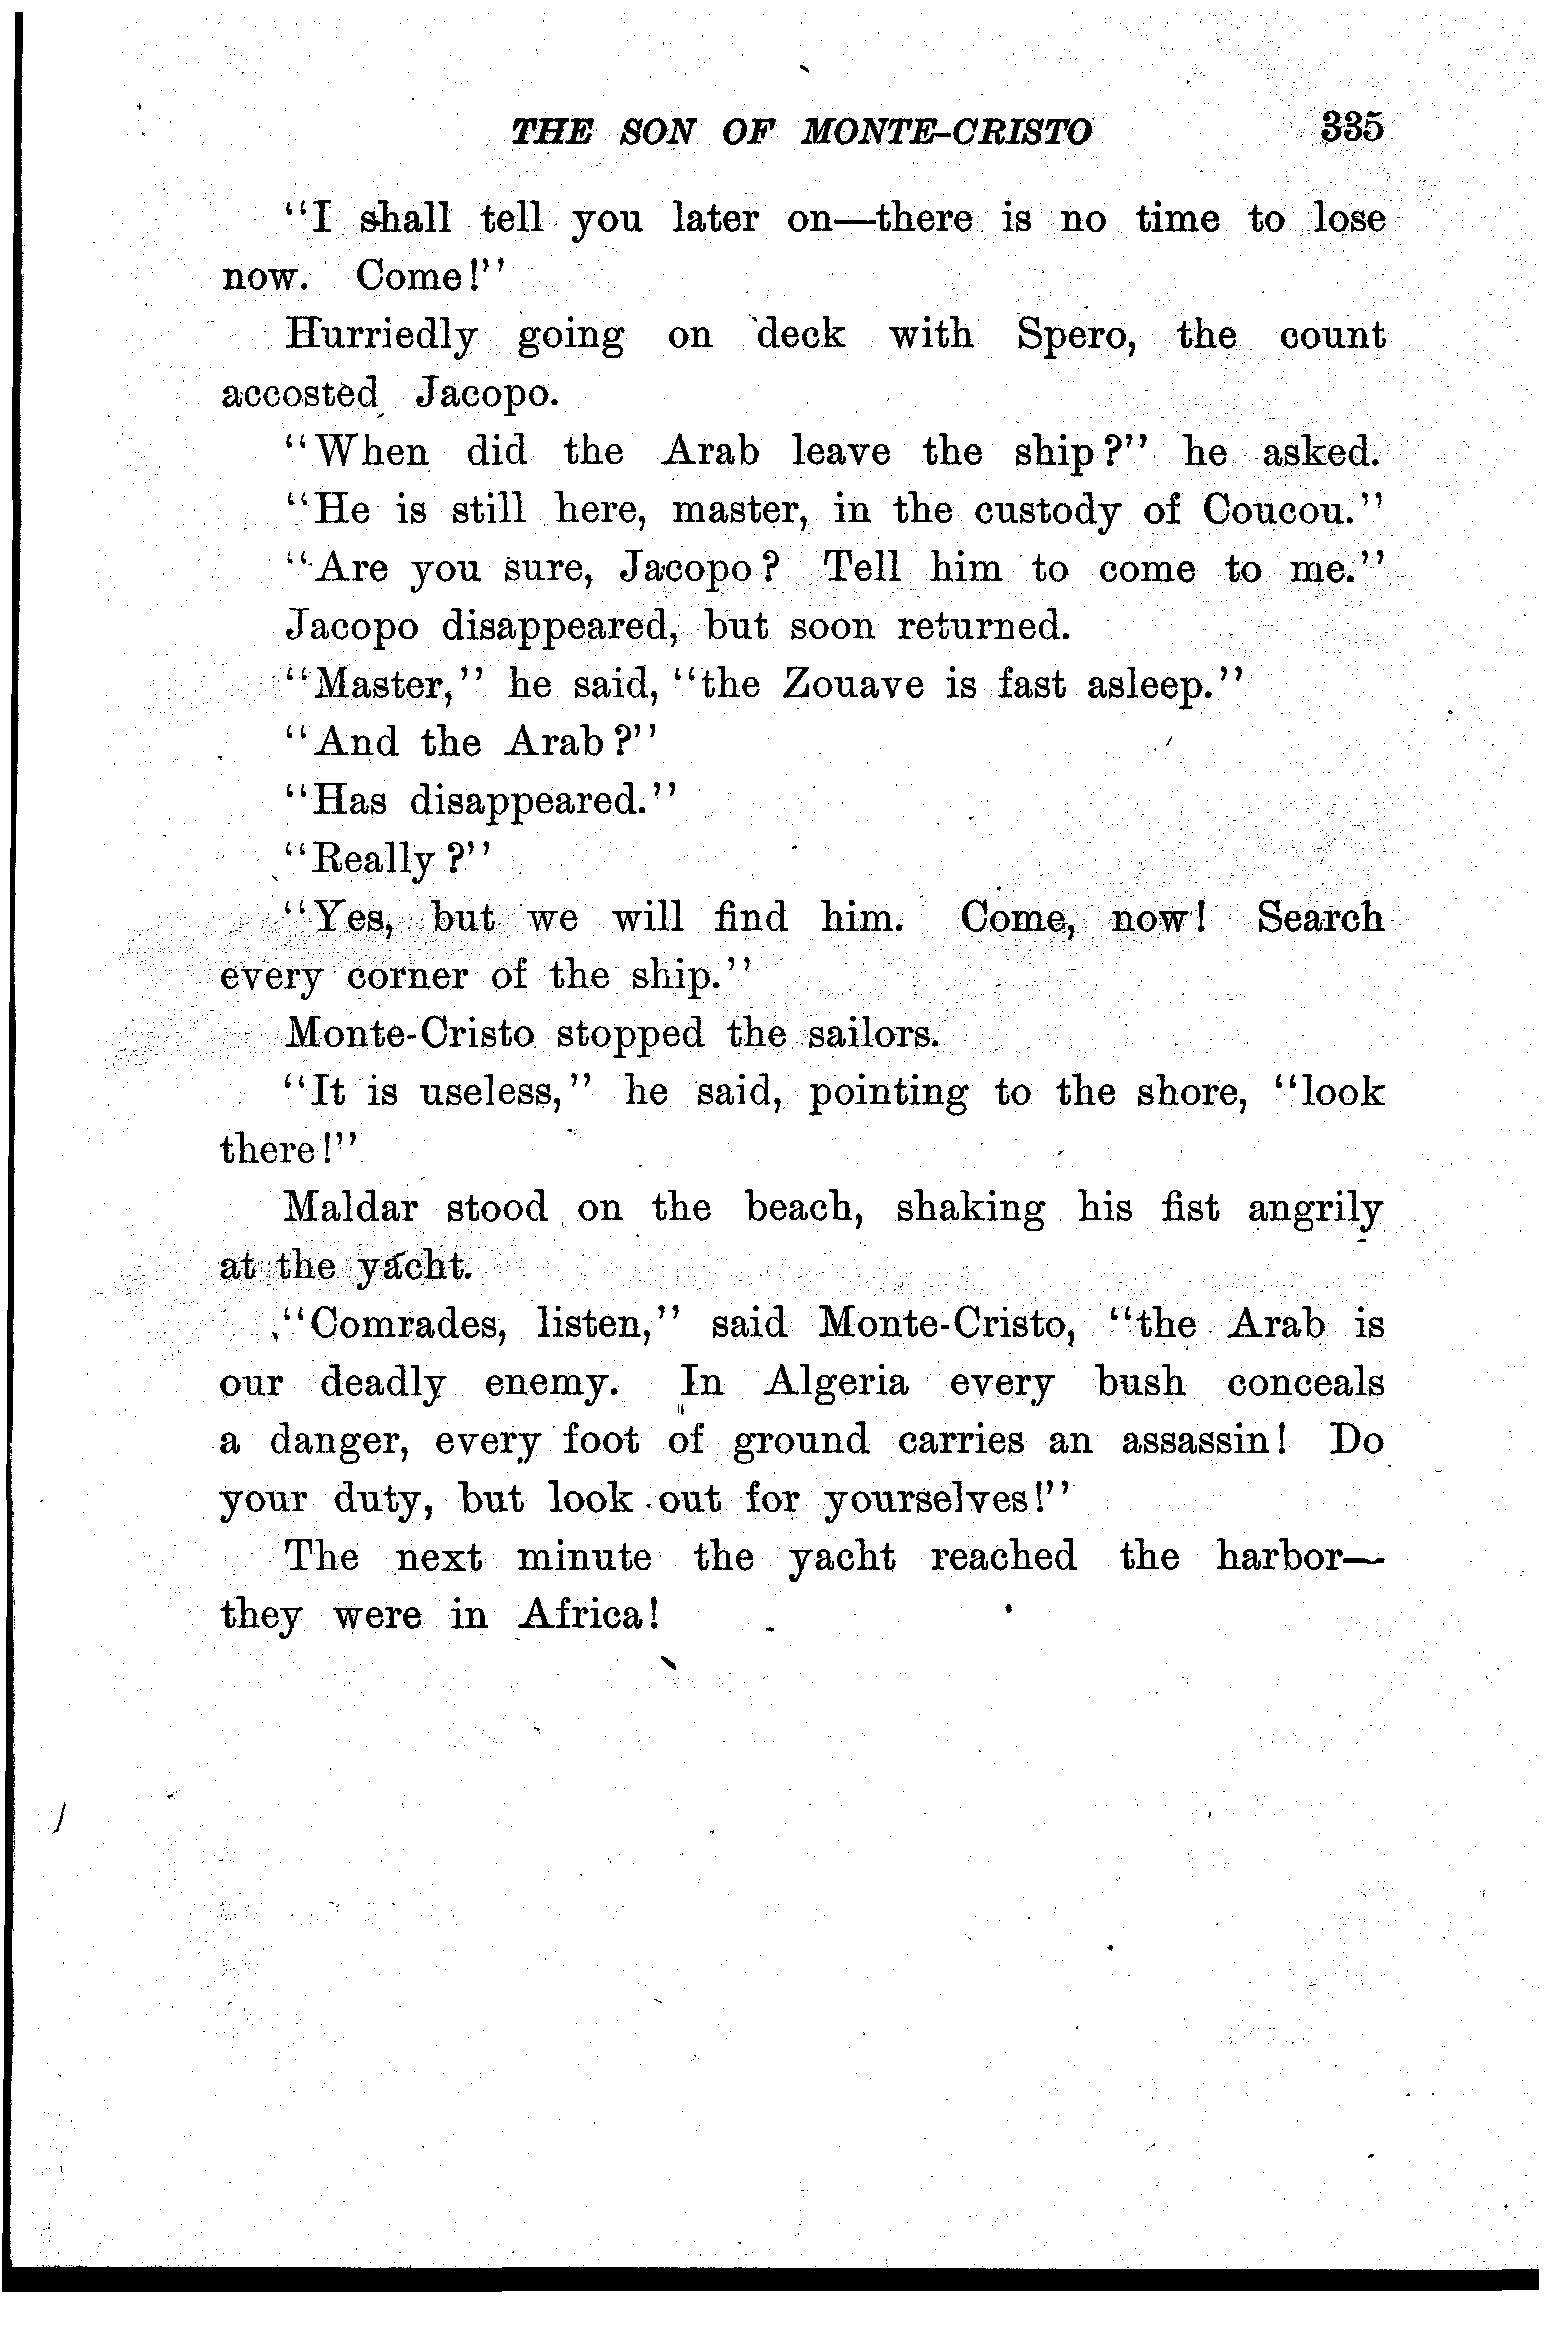 THE SON OF MONTE-CRISTO 335
"I shall tell you later on—there is no time to lose
now. Come!"
Hurriedly going on deck with Spero, the count
accosted Jacopo.
"When did the Arab leave the ship?" he asked.
"He is still here, master, in the custody of Coucou."
"Are you sure, Jacopo? Tell him to come to me."
Jacopo disappeared, but soon returned.
"Master," he said, "the Zouave is fast asleep."
"And the Arab?"
"Has disappeared."
"Really?"
"Yes, but we will find him. Come, now! Search
every corner of the ship."
Monte-Cristo stopped the sailors.
"It is useless," he said, pointing to the shore, "look
there!"
Maldar stood on the beach, shaking his fist angrily
at the yacht.
"Comrades, listen," said Monte-Cristo, "the Arab is
our deadly enemy. In Algeria every bush conceals
a danger, every foot of ground carries an assassin! Do
your duty, but look out for yourselves!"
The next minute the yacht reached the harbor—
they were in Africa!